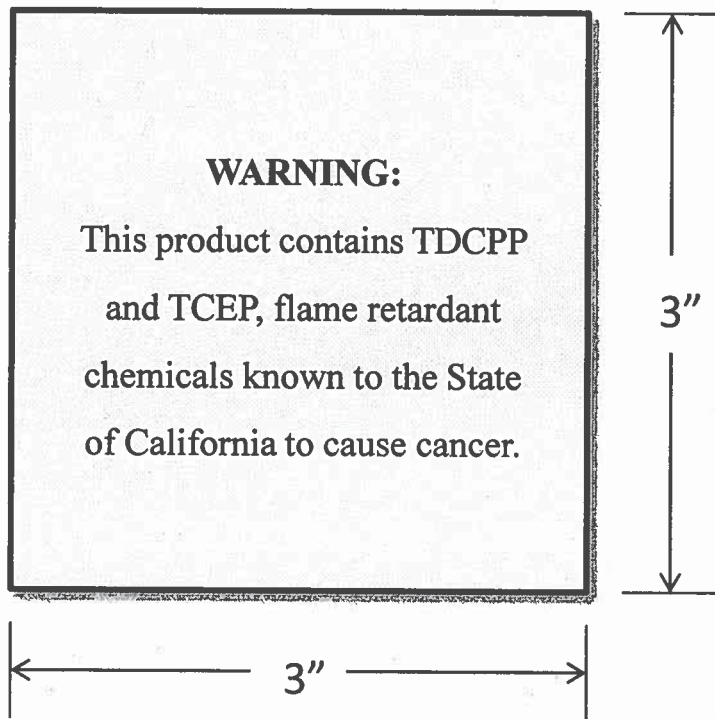 WARNING:
This product contains TDCPP
and TCEP, flame retardant
chemicals known to the State
of California to cause cancer.
3”
3”